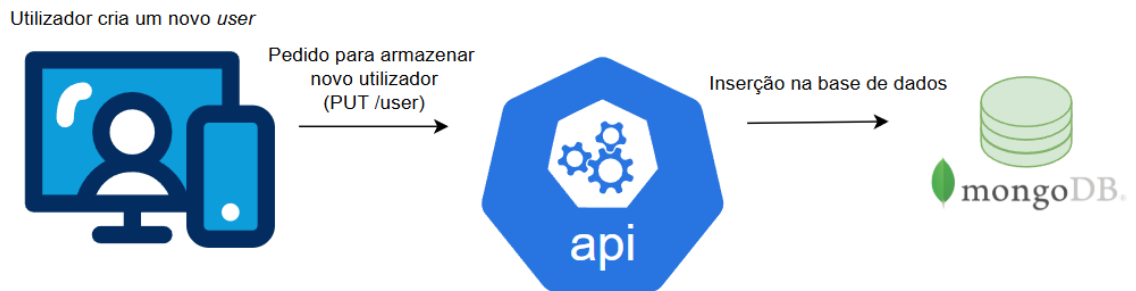 Utilizador cria um novo user
Pedido para armazenar
novo utilizador
(PUT /user)
Inserção na base de dados
api
mongoDB.